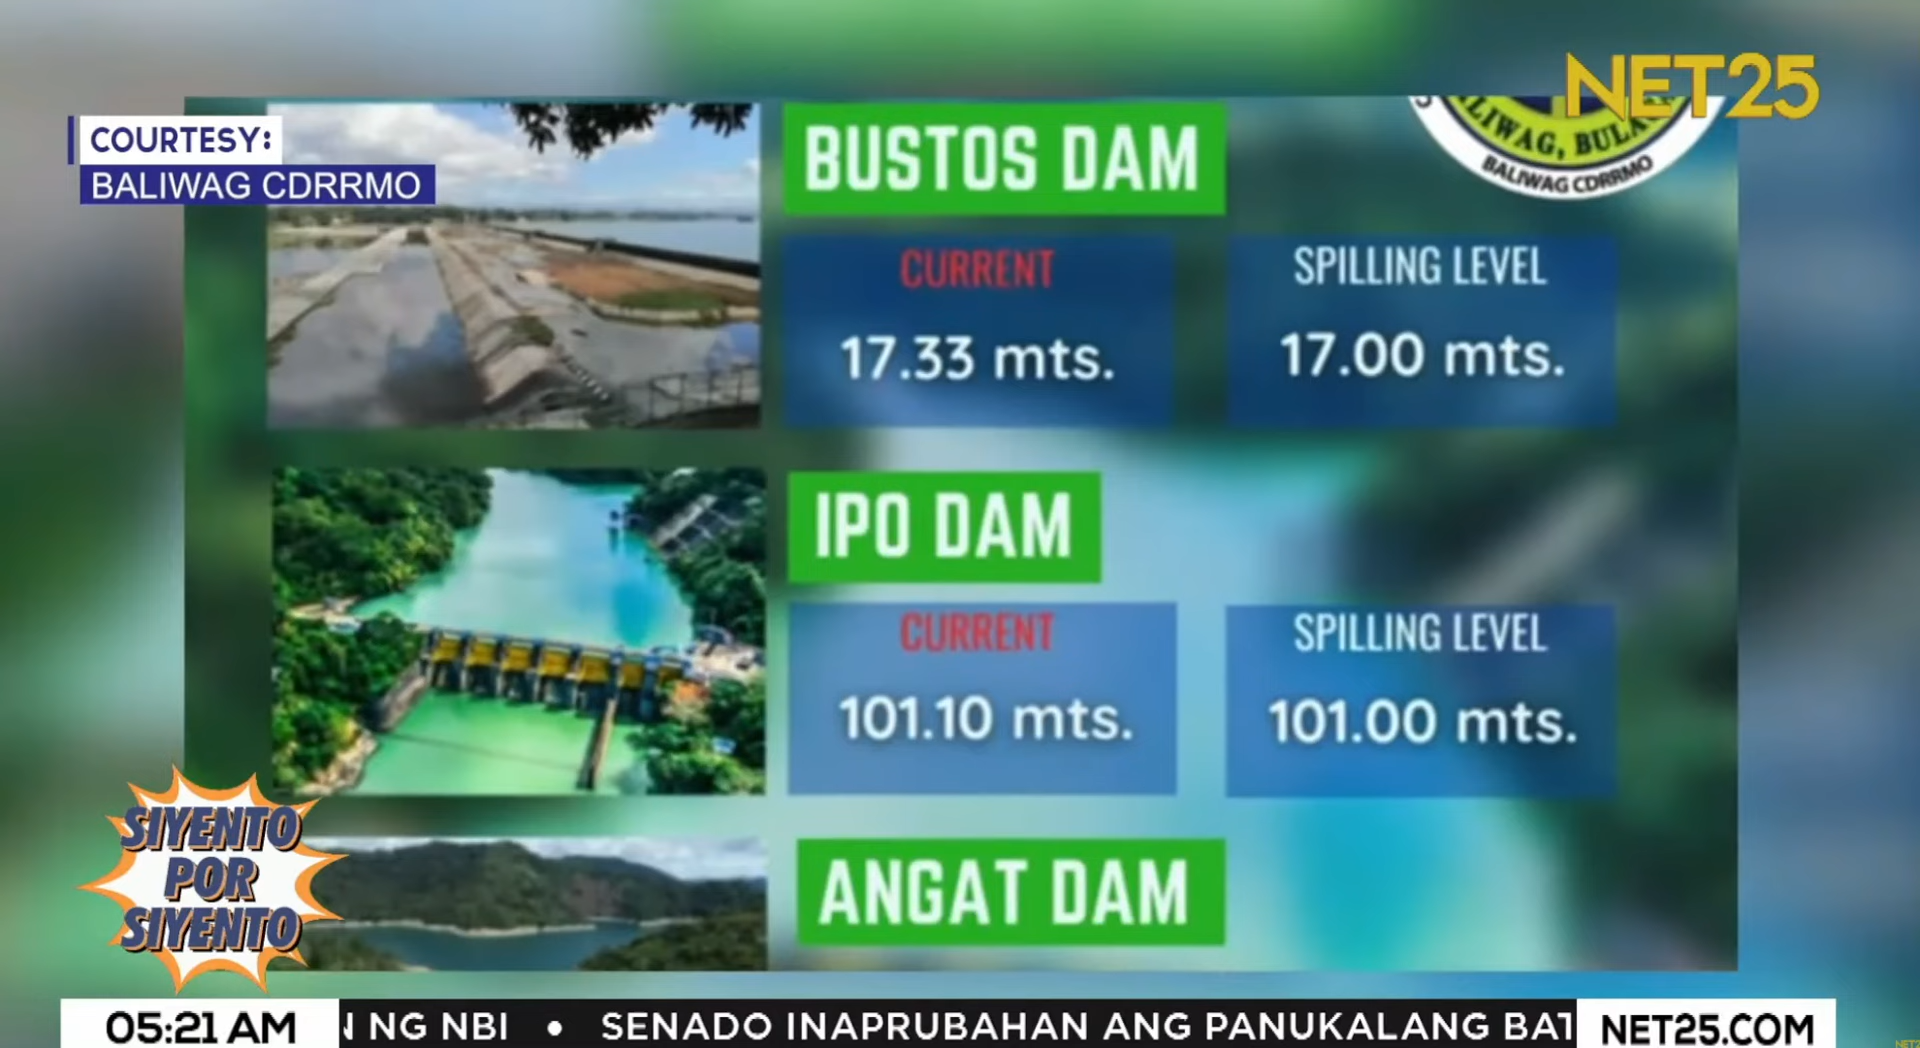 NET25
COURTESY:
BALIWAG CDRRMO
BALIWAG CDRRMO
BUSTOS DAM
CURRENT
17.33 mts.
SPILLING LEVEL
17.00 mts.
IPO DAM
CURRENT
101.10 mts.
SPILLING LEVEL
101.00 mts.
ANGAT DAM
SIYENTO
POR
SIYENTO
05:21 AM
NG NBI • SENADO INAPRUBAHAN ANG PANUKALANG BAT
NET25.COM